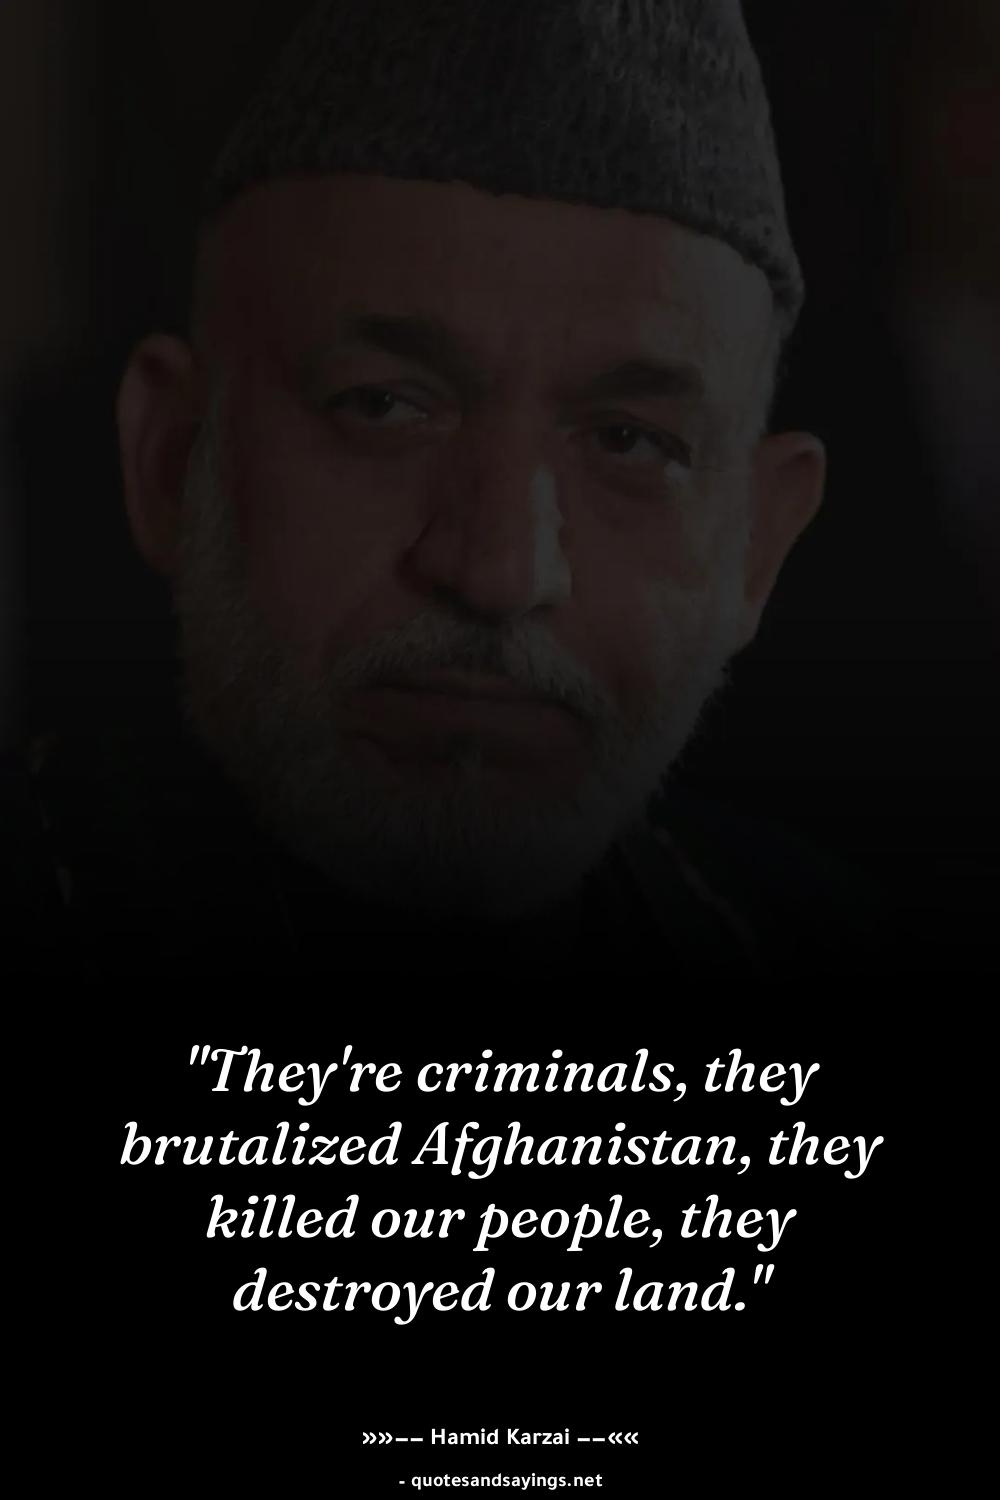 "They're criminals, they
brutalized Afghanistan, they
killed our people, they
destroyed our land."
»»–– Hamid Karzai ––««
- quotesandsayings.net